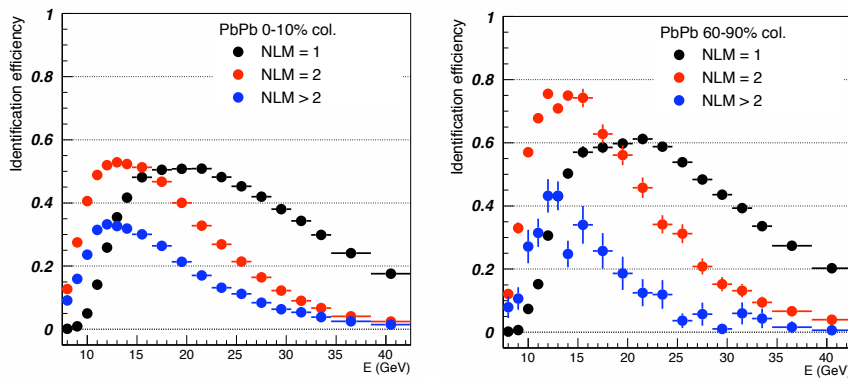 PbPb 0-10% col.
NLM = 1
NLM = 2
NLM > 2
Identification efficiency
1
0.8
0.6
0.4
0.2
0
10 15 20 25 30 35 40
E (GeV)
PbPb 60-90% col.
NLM = 1
NLM = 2
NLM > 2
Identification efficiency
1
0.8
0.6
0.4
0.2
0
10 15 20 25 30 35 40
E (GeV)